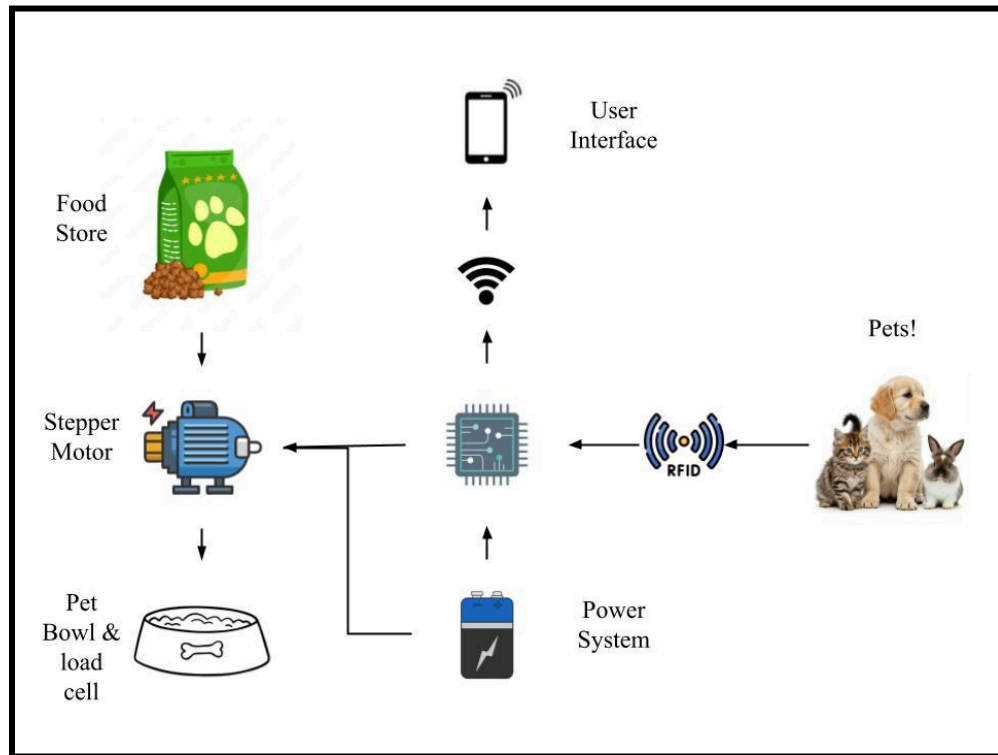 User
Interface
Food
Store
Pets!
Stepper
Motor
RFID
Pet
Bowl &
load
cell
Power
System